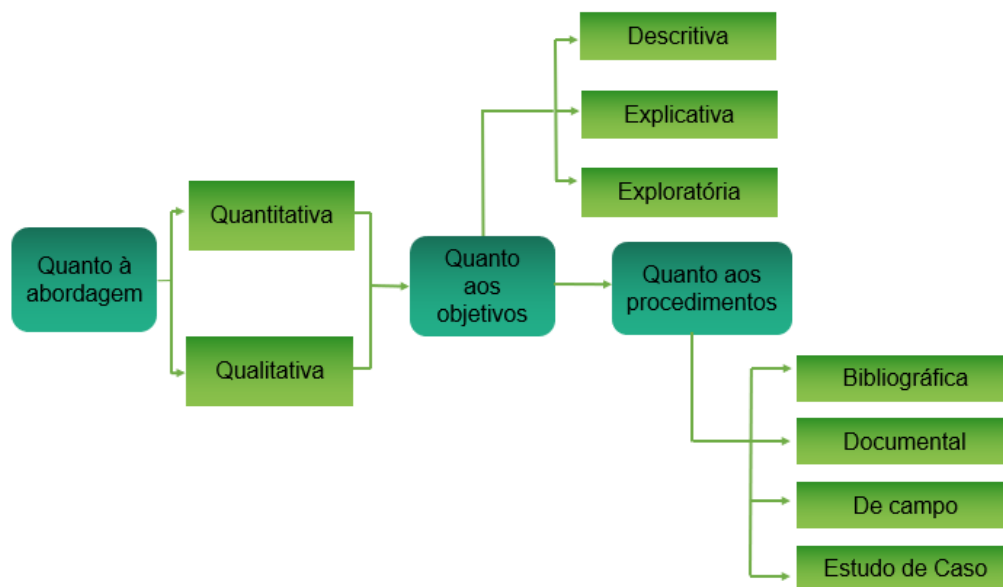 Quanto à
abordagem
Quantitativa
Qualitativa
Quanto
aos
objetivos
Descritiva
Explicativa
Exploratória
Quanto aos
procedimentos
Bibliográfica
Documental
De campo
Estudo de Caso